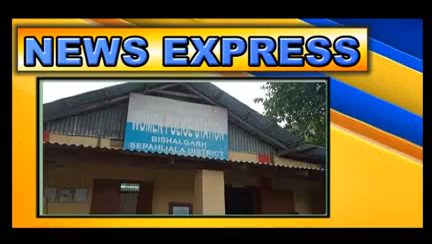 NEWS EXPRESS
WOMEN POLICE STATION
BISHALGARH
SEPAHIJALA DISTRICT